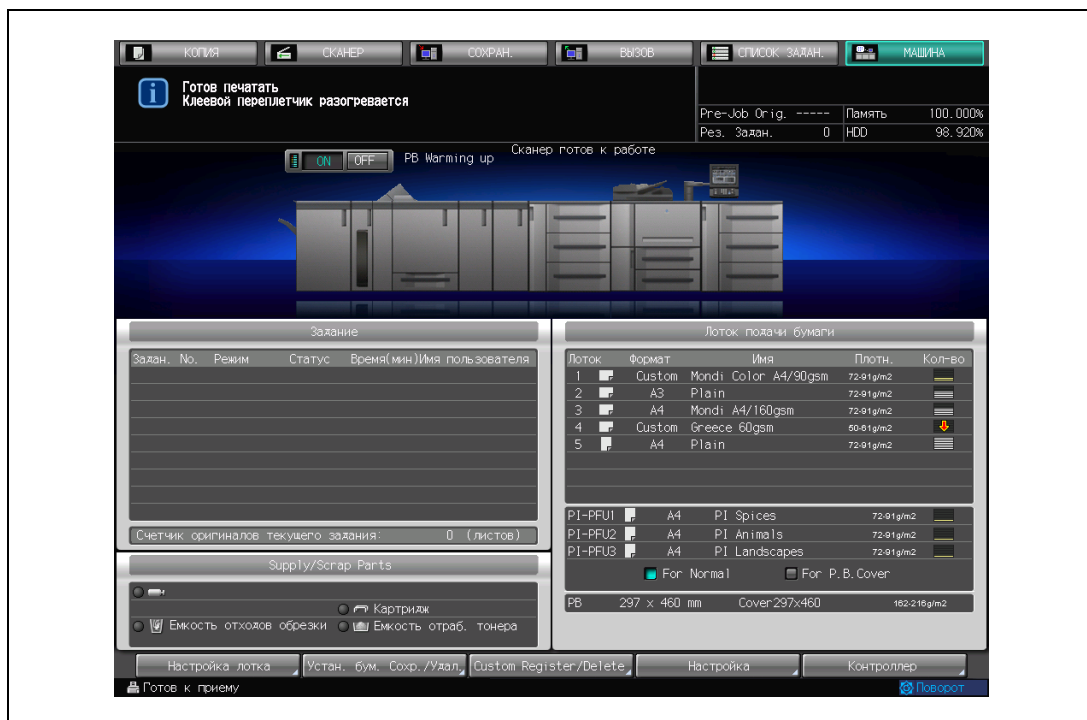 КОПИЯ СКАНЕР СОХРАН. ВЫЗОВ СПИСОК ЗАДАН. МАШИНА
Готов печатать
Клеевой переплетчик разогревается
Pre-Job Orig. ----- Память 100.000%
Рез. Задан. 0 HDD 98.920%
Сканер готов к работе
ON OFF PB Warming up
Задание
Задан. No. Режим Статус Время(мин) Имя пользователя
Счетчик оригиналов текущего задания: 0 (листов)
Supply/Scrap Parts
Картридж
Емкость отходов обрезки Емкость отраб. тонера
Лоток подачи бумаги
Лоток Формат Имя Плотн. Кол-во
1 Custom Mondi Color A4/90gsm 72-91g/m2
2 A3 Plain 72-91g/m2
3 A4 Mondi A4/160gsm 72-91g/m2
4 Custom Greece 60gsm 50-61g/m2
5 A4 Plain 72-91g/m2
PI-PFU1 A4 PI Spices 72-91g/m2
PI-PFU2 A4 PI Animals 72-91g/m2
PI-PFU3 A4 PI Landscapes 72-91g/m2
For Normal For P.B.Cover
PB 297 x 460 mm Cover297x460 162-216g/m2
Настройка лотка Устан. бум. Сохр./Удал. Custom Register/Delete Настройка Контроллер
Готов к приему Поворот